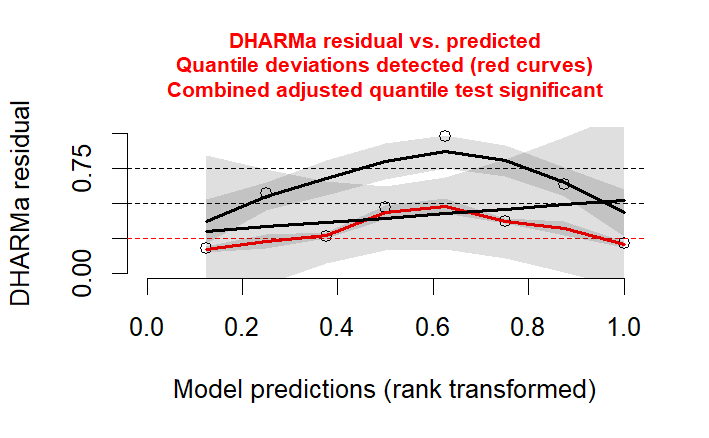 DHARMa residual vs. predicted
Quantile deviations detected (red curves)
Combined adjusted quantile test significant
DHARMa residual
0.75
0.00
0.0 0.2 0.4 0.6 0.8 1.0
Model predictions (rank transformed)